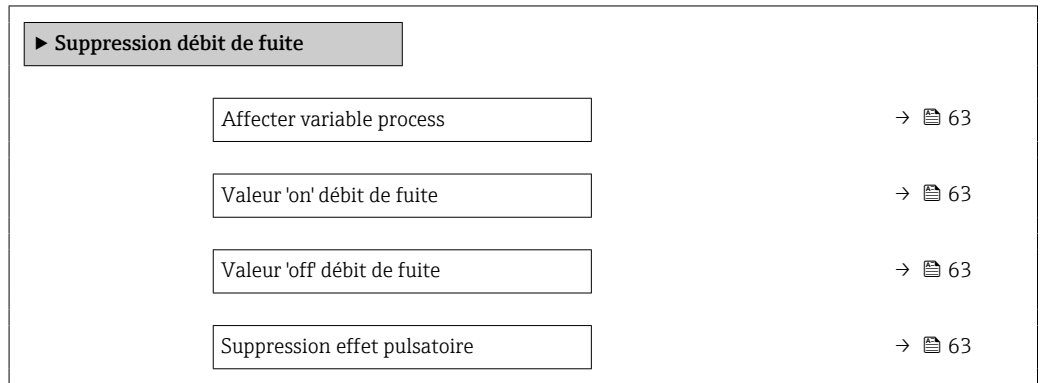 ▶ Suppression débit de fuite
Affecter variable process → 63
Valeur 'on' débit de fuite → 63
Valeur 'off' débit de fuite → 63
Suppression effet pulsatoire → 63